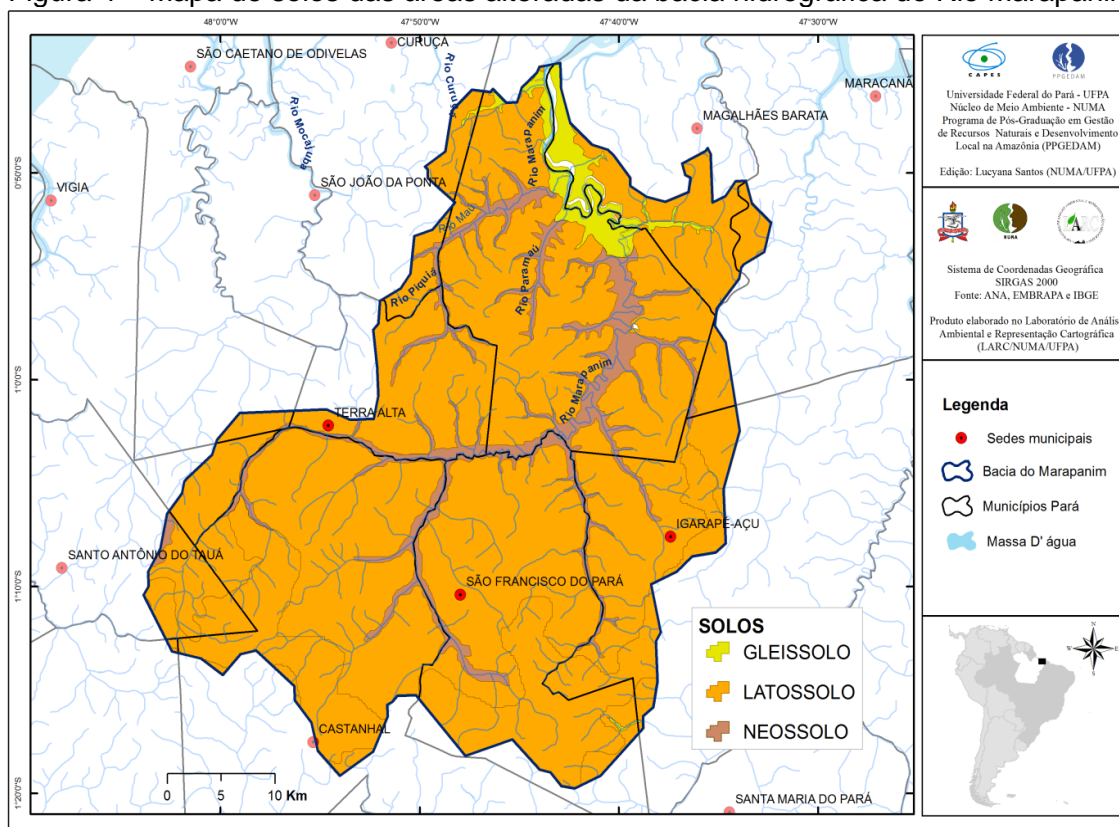 Figura 4 – Mapa de solos das áreas alteradas da bacia hidrográfica do Rio Marapanim
48°0'0"W
47°50'0"W
47°40'0"W
47°30'0"W
0°50'0"S
1°0'0"S
1°10'0"S
1°20'0"S
SÃO CAETANO DE ODIVELAS
CURUÇA
MARACANÃ
MAGALHÃES BARATA
VIGIA
SÃO JOÃO DA PONTA
Rio Mocajuba
Rio Curuçá
Rio Marapanim
Rio Maú
Rio Piquiá
Rio Paramaú
Rio Marapanim
TERRA ALTA
IGARAPÉ-AÇU
SANTO ANTÔNIO DO TAUÁ
SÃO FRANCISCO DO PARÁ
CASTANHAL
SANTA MARIA DO PARÁ
0 5 10 Km
SOLOS
GLEISSOLO
LATOSSOLO
NEOSSOLO
CAPES
PPGEDAM
Universidade Federal do Pará - UFPA
Núcleo de Meio Ambiente - NUMA
Programa de Pós-Graduação em Gestão
de Recursos Naturais e Desenvolvimento
Local na Amazônia (PPGEDAM)
Edição: Lucyana Santos (NUMA/UFPA)
NUMA
LARC
Sistema de Coordenadas Geográfica
SIRGAS 2000
Fonte: ANA, EMBRAPA e IBGE
Produto elaborado no Laboratório de Anális
Ambiental e Representação Cartográfica
(LARC/NUMA/UFPA)
Legenda
Sedes municipais
Bacia do Marapanim
Municípios Pará
Massa D' água
N
W
E
S